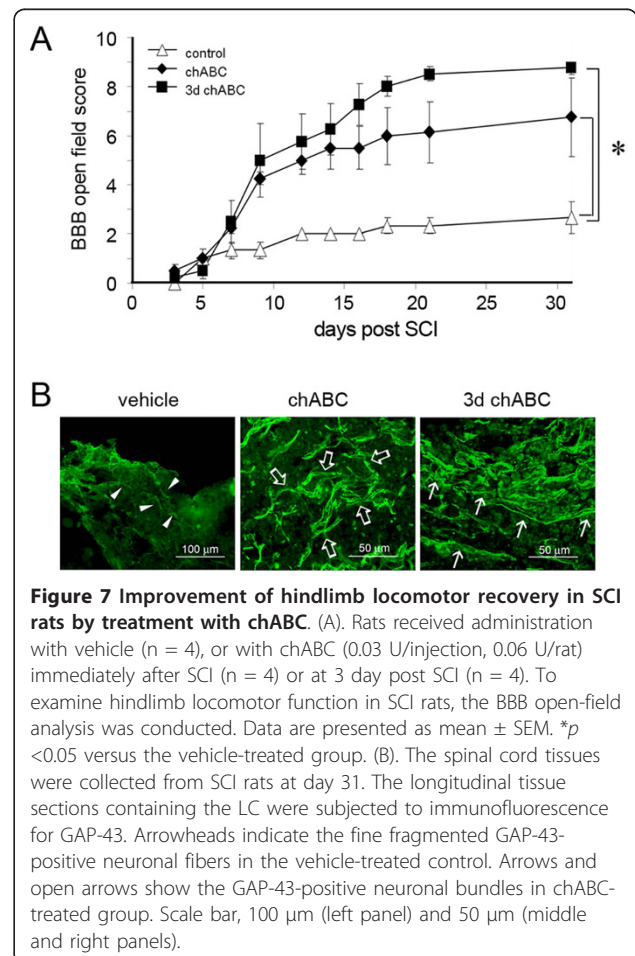 A
10
8
6
4
2
0
BBB open field score
control
chABC
3d chABC
*
0 5 10 15 20 25 30
days post SCI
B
vehicle chABC 3d chABC
100 μm 50 μm 50 μm
Figure 7 Improvement of hindlimb locomotor recovery in SCI
rats by treatment with chABC. (A). Rats received administration
with vehicle (n = 4), or with chABC (0.03 U/injection, 0.06 U/rat)
immediately after SCI (n = 4) or at 3 day post SCI (n = 4). To
examine hindlimb locomotor function in SCI rats, the BBB open-field
analysis was conducted. Data are presented as mean ± SEM. *p
<0.05 versus the vehicle-treated group. (B). The spinal cord tissues
were collected from SCI rats at day 31. The longitudinal tissue
sections containing the LC were subjected to immunofluorescence
for GAP-43. Arrowheads indicate the fine fragmented GAP-43-
positive neuronal fibers in the vehicle-treated control. Arrows and
open arrows show the GAP-43-positive neuronal bundles in chABC-
treated group. Scale bar, 100 μm (left panel) and 50 μm (middle
and right panels).